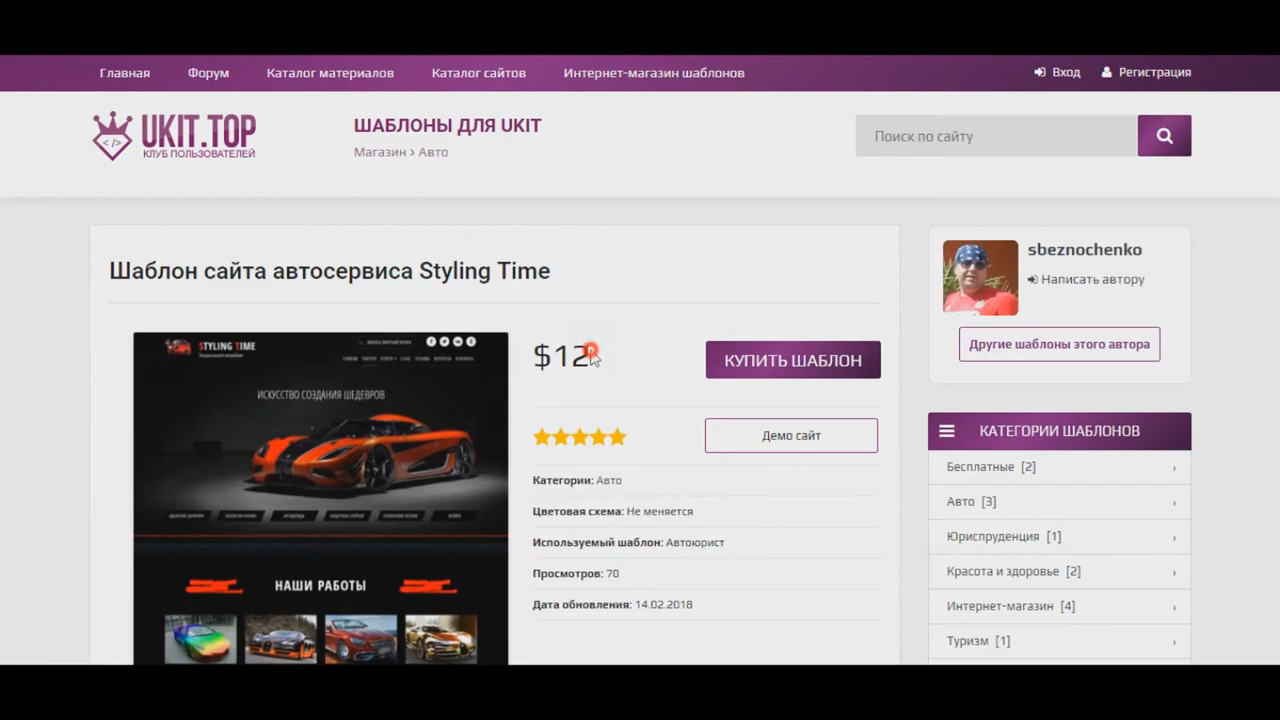 Главная Форум Каталог материалов Каталог сайтов Интернет-магазин шаблонов Вход Регистрация
UKIT.TOP
КЛУБ ПОЛЬЗОВАТЕЛЕЙ
ШАБЛОНЫ ДЛЯ UKIT
Магазин › Авто
Поиск по сайту
Шаблон сайта автосервиса Styling Time
STYLING TIME
ИСКУССТВО СОЗДАНИЯ ШЕДЕВРОВ
НАШИ РАБОТЫ
$12
КУПИТЬ ШАБЛОН
Демо сайт
Категории: Авто
Цветовая схема: Не меняется
Используемый шаблон: Автоюрист
Просмотров: 70
Дата обновления: 14.02.2018
sbeznochenko
Написать автору
Другие шаблоны этого автора
КАТЕГОРИИ ШАБЛОНОВ
Бесплатные [2]
Авто [3]
Юриспруденция [1]
Красота и здоровье [2]
Интернет-магазин [4]
Туризм [1]